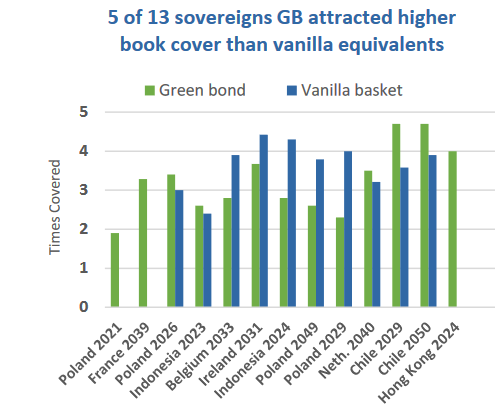 5 of 13 sovereigns GB attracted higher
book cover than vanilla equivalents
Green bond
Vanilla basket
Times Covered
5
4
3
2
1
0
Poland 2021
France 2039
Poland 2026
Indonesia 2023
Belgium 2033
Ireland 2031
Indonesia 2024
Poland 2049
Poland 2029
Neth. 2040
Chile 2029
Chile 2050
Hong Kong 2024